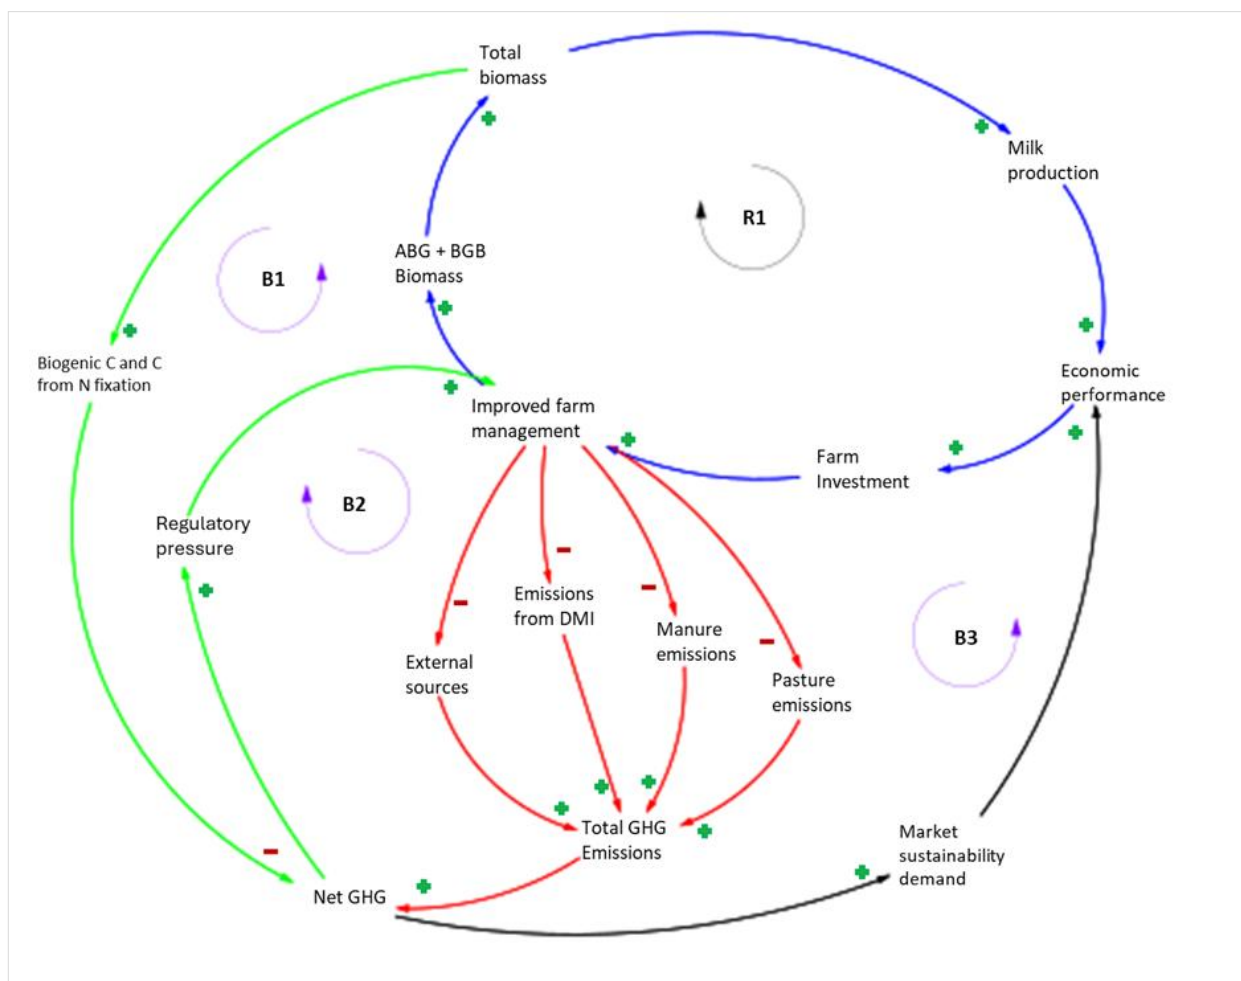 Total
biomass
Milk
production
R1
ABG + BGB
Biomass
B1
Biogenic C and C
from N fixation
Economic
performance
Improved farm
management
Farm
Investment
B2
Regulatory
pressure
Emissions
from DMI
Manure
emissions
B3
External
sources
Pasture
emissions
Total GHG
Emissions
Market
sustainability
demand
Net GHG